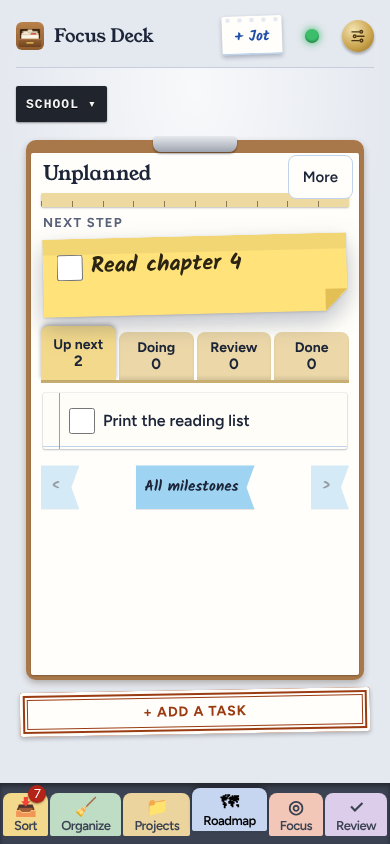 Focus Deck
+ Jot
SCHOOL ▾
Unplanned
More
NEXT STEP
Read chapter 4
Up next
2
Doing
0
Review
0
Done
0
Print the reading list
<
All milestones
>
+ ADD A TASK
7
Sort
Organize
Projects
Roadmap
Focus
Review